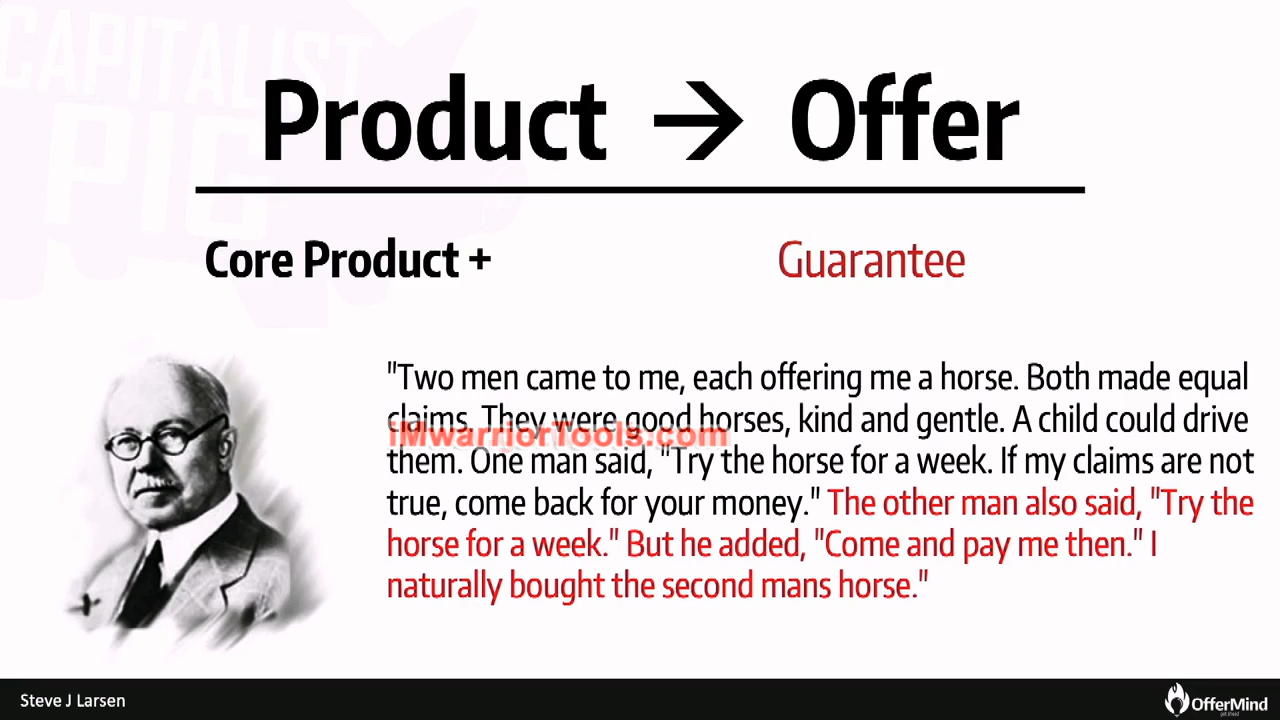 CAPITALIST
PIG
Product → Offer
Core Product +
Guarantee
"Two men came to me, each offering me a horse. Both made equal
claims. They were good horses, kind and gentle. A child could drive
iMwarriorTools.com
them. One man said, "Try the horse for a week. If my claims are not
true, come back for your money." The other man also said, "Try the
horse for a week." But he added, "Come and pay me then." I
naturally bought the second mans horse."
Steve J Larsen
OfferMind